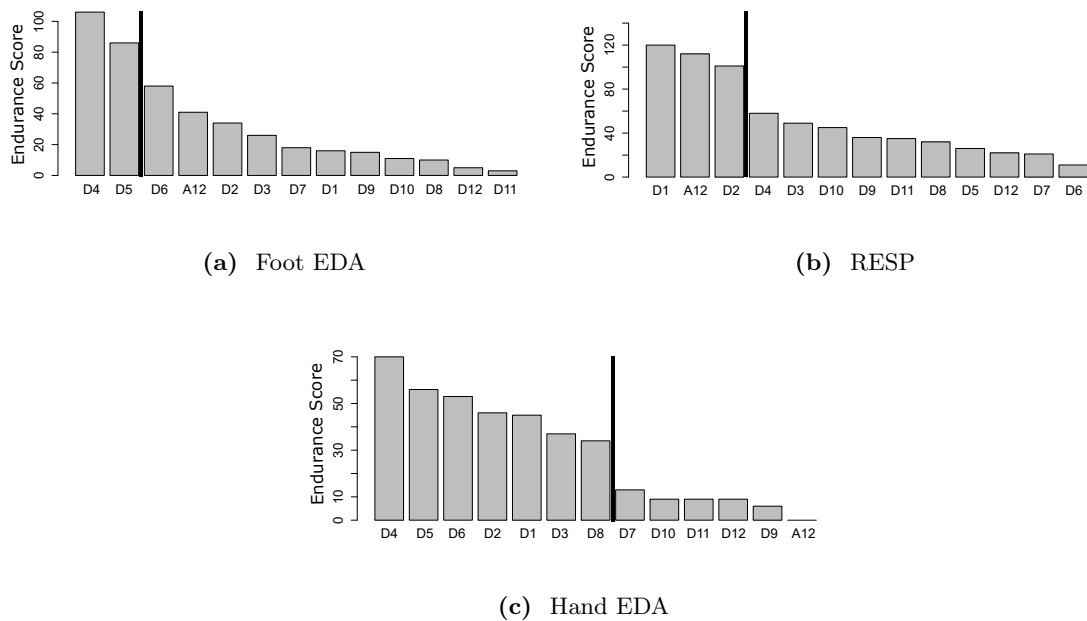 Endurance Score
0 20 40 60 80 100
D4 D5 D6 A12 D2 D3 D7 D1 D9 D10 D8 D12 D11
(a) Foot EDA
Endurance Score
0 40 80 120
D1 A12 D2 D4 D3 D10 D9 D11 D8 D5 D12 D7 D6
(b) RESP
Endurance Score
0 10 30 50 70
D4 D5 D6 D2 D1 D3 D8 D7 D10 D11 D12 D9 A12
(c) Hand EDA